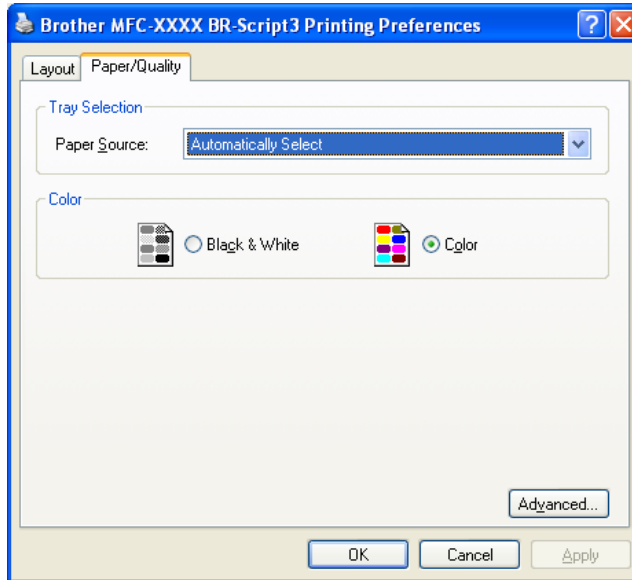 Brother MFC-XXXX BR-Script3 Printing Preferences
Layout Paper/Quality
Tray Selection
Paper Source: Automatically Select
Color
Black & White Color
Advanced...
OK Cancel Apply